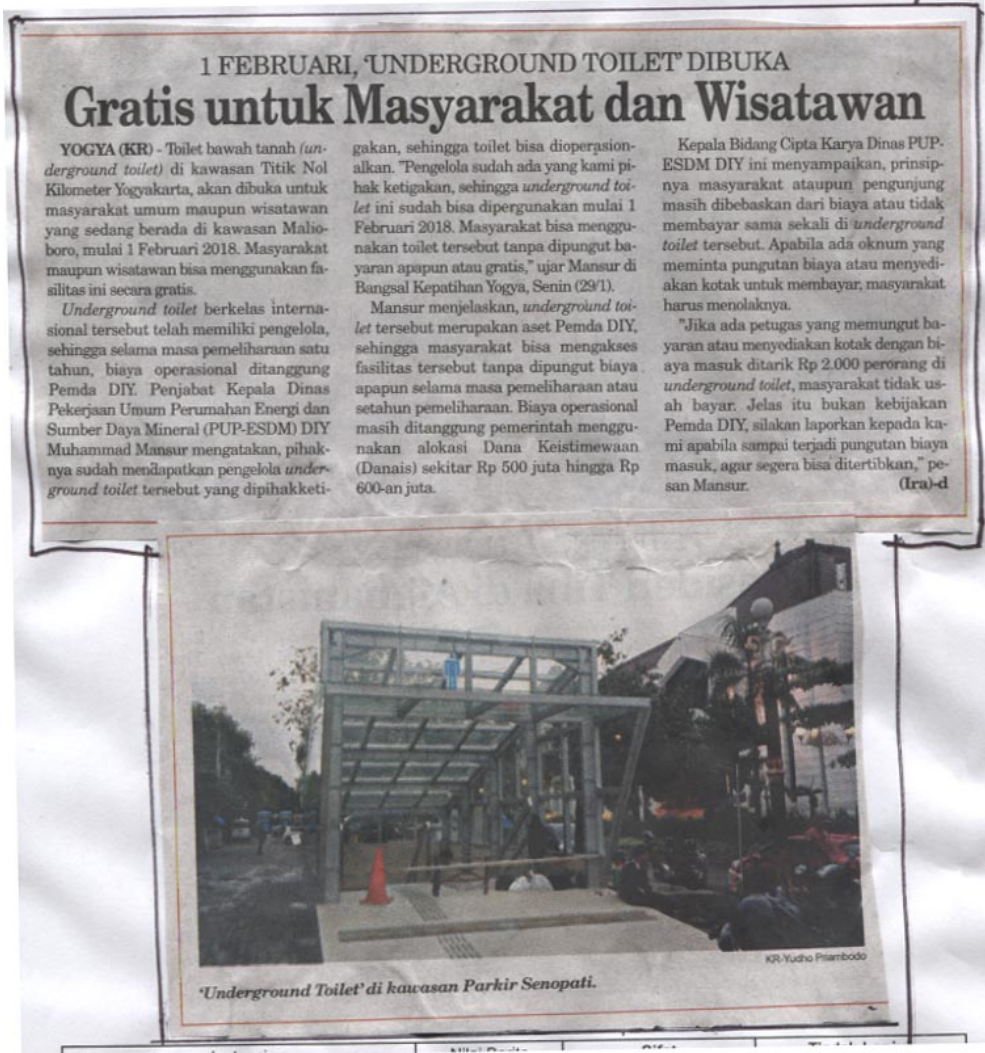 1 FEBRUARI, 'UNDERGROUND TOILET' DIBUKA
Gratis untuk Masyarakat dan Wisatawan
YOGYA (KR) - Toilet bawah tanah (un-
derground toilet) di kawasan Titik Nol
Kilometer Yogyakarta, akan dibuka untuk
masyarakat umum maupun wisatawan
yang sedang berada di kawasan Malio-
boro, mulai 1 Februari 2018. Masyarakat
maupun wisatawan bisa menggunakan fa-
silitas ini secara gratis.
Underground toilet berkelas interna-
sional tersebut telah memiliki pengelola,
sehingga selama masa pemeliharaan satu
tahun, biaya operasional ditanggung
Pemda DIY. Penjabat Kepala Dinas
Pekerjaan Umum Perumahan Energi dan
Sumber Daya Mineral (PUP-ESDM) DIY
Muhammad Mansur mengatakan, pihak-
nya sudah mendapatkan pengelola under-
ground toilet tersebut yang dipihakketi-
gakan, sehingga toilet bisa dioperasion-
alkan. "Pengelola sudah ada yang kami pi-
hak ketigakan, sehingga underground toi-
let ini sudah bisa dipergunakan mulai 1
Februari 2018. Masyarakat bisa menggu-
nakan toilet tersebut tanpa dipungut ba-
yaran apapun atau gratis," ujar Mansur di
Bangsal Kepatihan Yogya, Senin (29/1).
Mansur menjelaskan, underground toi-
let tersebut merupakan aset Pemda DIY,
sehingga masyarakat bisa mengakses
fasilitas tersebut tanpa dipungut biaya
apapun selama masa pemeliharaan atau
setahun pemeliharaan. Biaya operasional
masih ditanggung pemerintah menggu-
nakan alokasi Dana Keistimewaan
(Danais) sekitar Rp 500 juta hingga Rp
600-an juta.
Kepala Bidang Cipta Karya Dinas PUP-
ESDM DIY ini menyampaikan, prinsip-
nya masyarakat ataupun pengunjung
masih dibebaskan dari biaya atau tidak
membayar sama sekali di underground
toilet tersebut. Apabila ada oknum yang
meminta pungutan biaya atau menyedi-
akan kotak untuk membayar, masyarakat
harus menolaknya.
"Jika ada petugas yang memungut ba-
yaran atau menyediakan kotak dengan bi-
aya masuk ditarik Rp 2.000 perorang di
underground toilet, masyarakat tidak us-
ah bayar. Jelas itu bukan kebijakan
Pemda DIY, silakan laporkan kepada ka-
mi apabila sampai terjadi pungutan biaya
masuk, agar segera bisa ditertibkan," pe-
san Mansur. (Ira)-d
KR-Yudho Priambodo
'Underground Toilet' di kawasan Parkir Senopati.